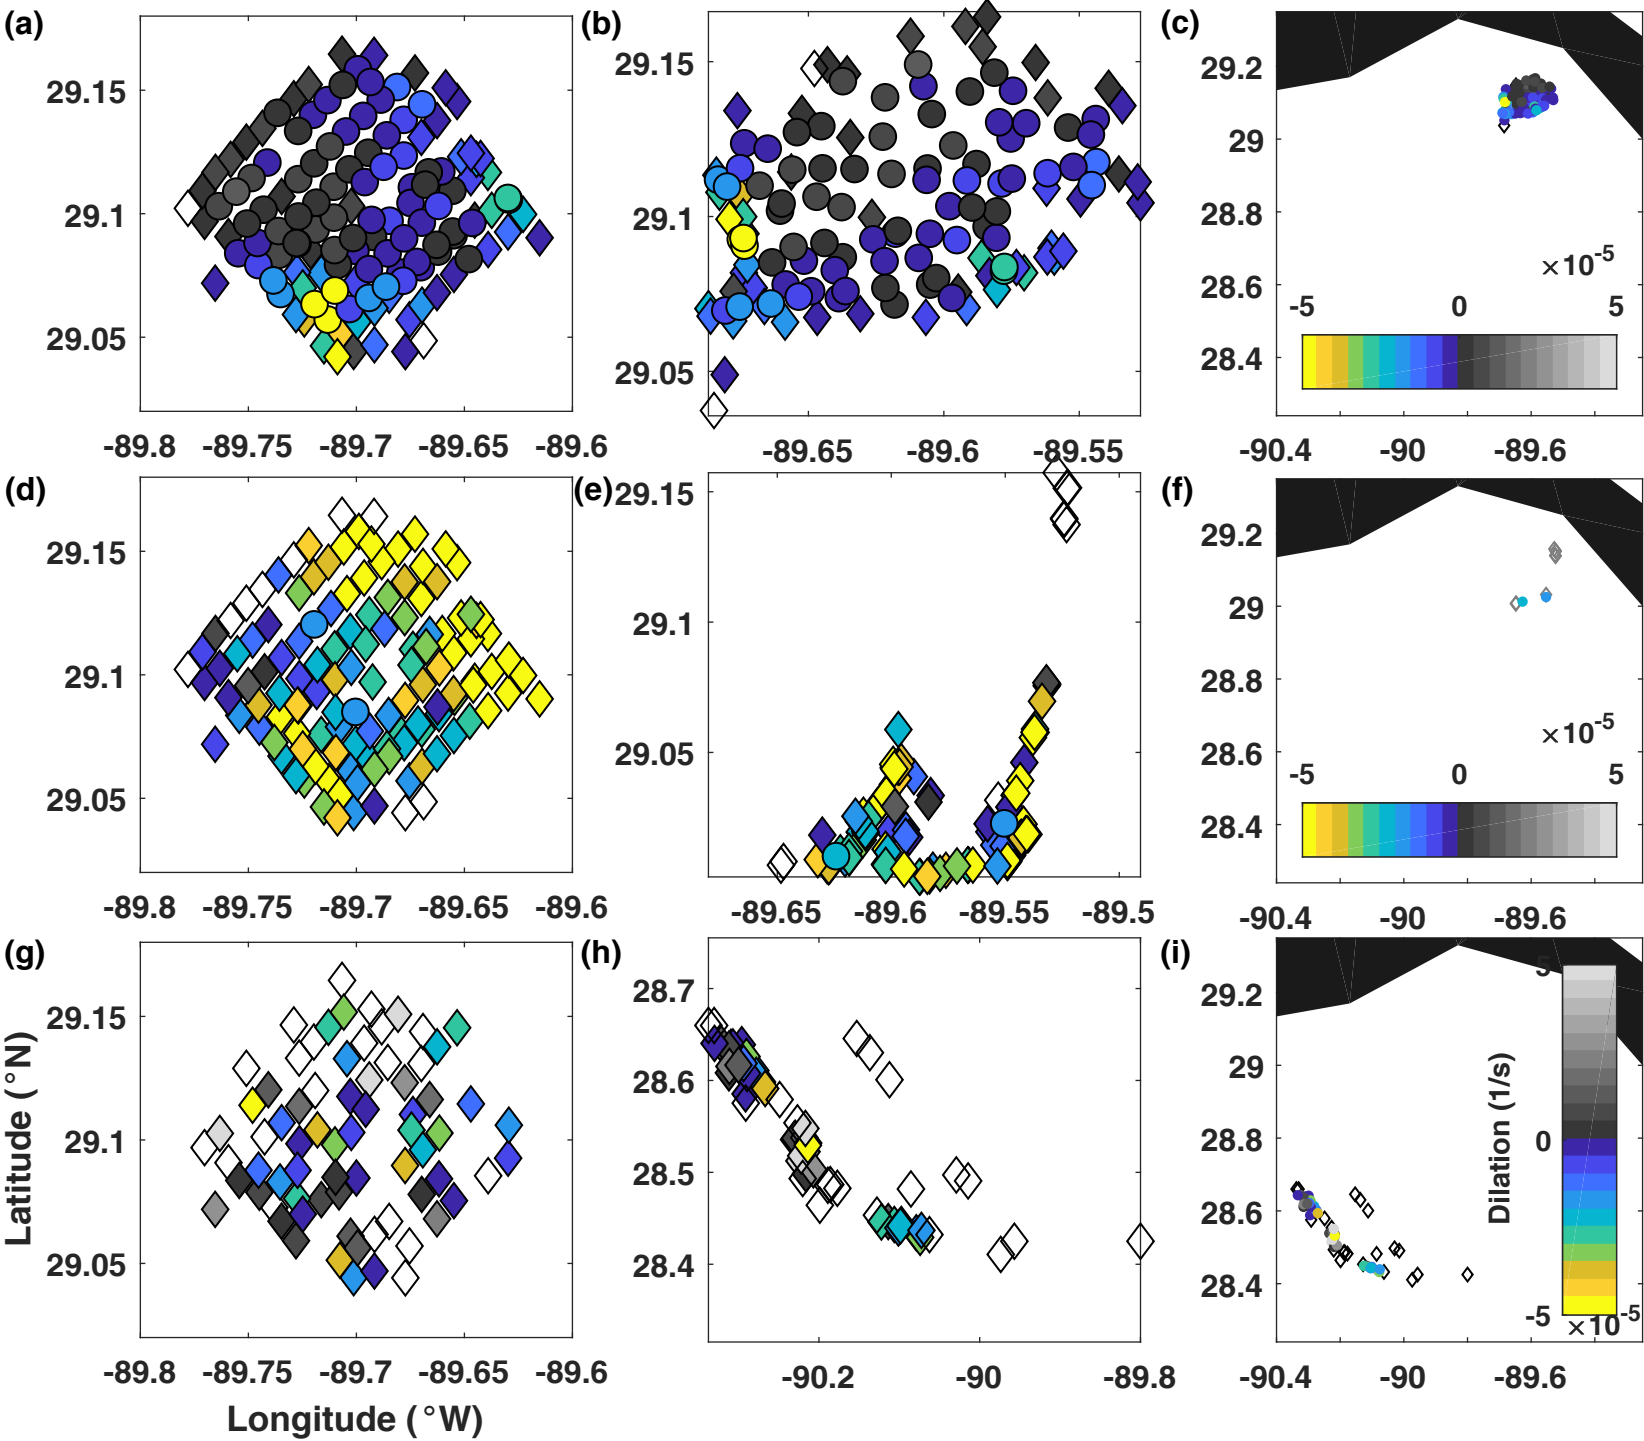 (a)
29.15
29.1
29.05
-89.8 -89.75 -89.7 -89.65 -89.6
(b)
29.15
29.1
29.05
-89.65 -89.6 -89.55
(c)
29.2
29
28.8
28.6
28.4
×10-5
-5 0 5
-90.4 -90 -89.6
(d)
29.15
29.1
29.05
-89.8 -89.75 -89.7 -89.65 -89.6
(e)
29.15
29.1
29.05
-89.65 -89.6 -89.55 -89.5
(f)
29.2
29
28.8
28.6
28.4
×10-5
-5 0 5
-90.4 -90 -89.6
(g)
29.15
29.1
29.05
-89.8 -89.75 -89.7 -89.65 -89.6
Latitude (°N)
Longitude (°W)
(h)
28.7
28.6
28.5
28.4
-90.2 -90 -89.8
(i)
29.2
29
28.8
28.6
28.4
-90.4 -90 -89.6
Dilation (1/s)
5
0
-5
×10-5